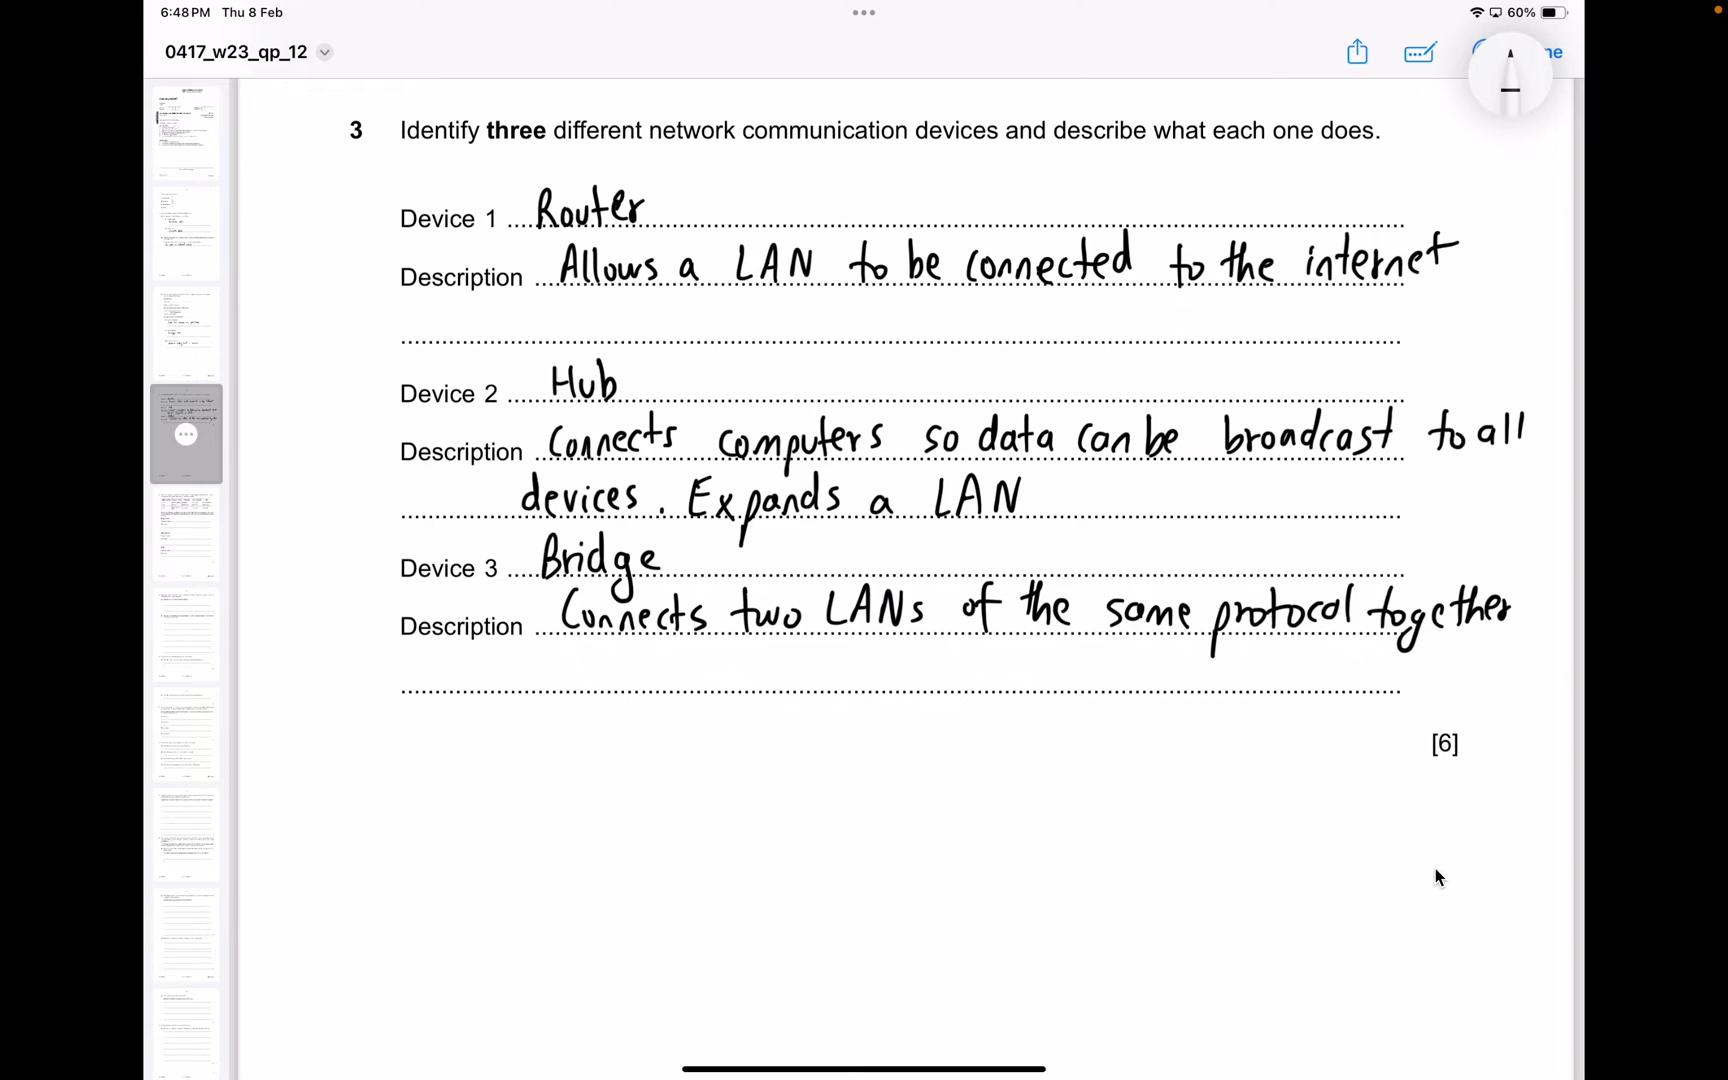 6:48 PM Thu 8 Feb
60%
0417_w23_qp_12
3 Identify three different network communication devices and describe what each one does.
Device 1 Router
Description Allows a LAN to be connected to the internet
Device 2 Hub
Description Connects computers so data can be broadcast to all
devices. Expands a LAN
Device 3 Bridge
Description Connects two LANs of the same protocol together
[6]